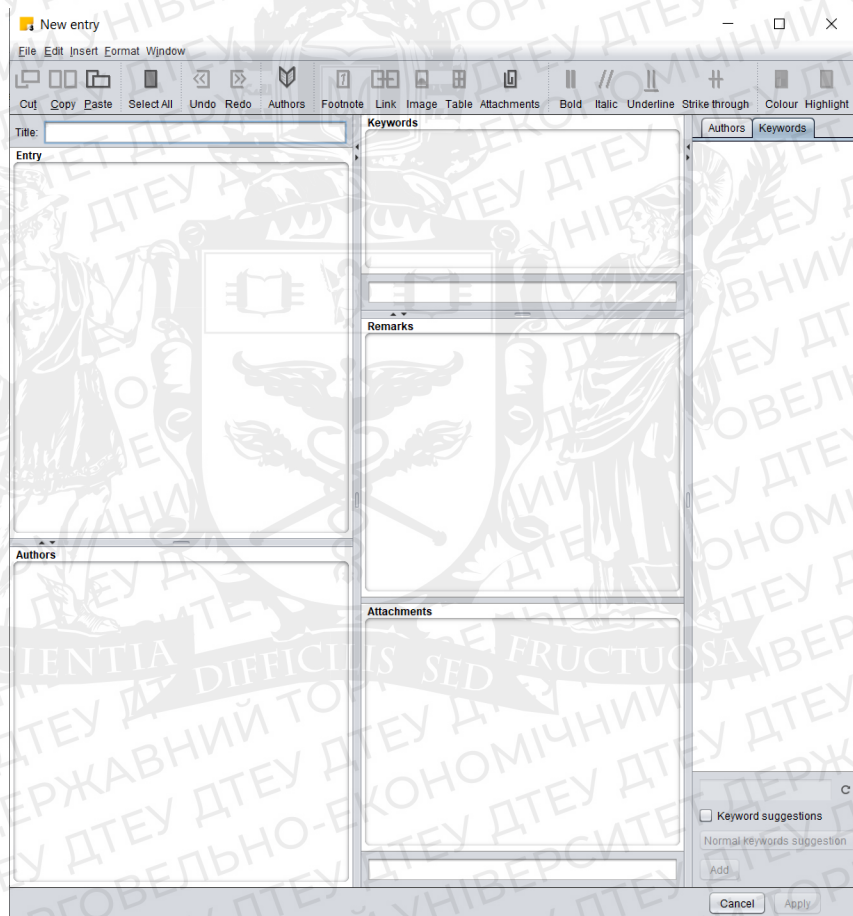 New entry
File Edit Insert Format Window
Cut Copy Paste Select All Undo Redo Authors Footnote Link Image Table Attachments Bold Italic Underline Strike through Colour Highlight
Title:
Keywords
Authors Keywords
Entry
Remarks
Authors
Attachments
DIFFICILIS SED FRUCTUOSA
Keyword suggestions
Normal keywords suggestion
Add
Cancel Apply